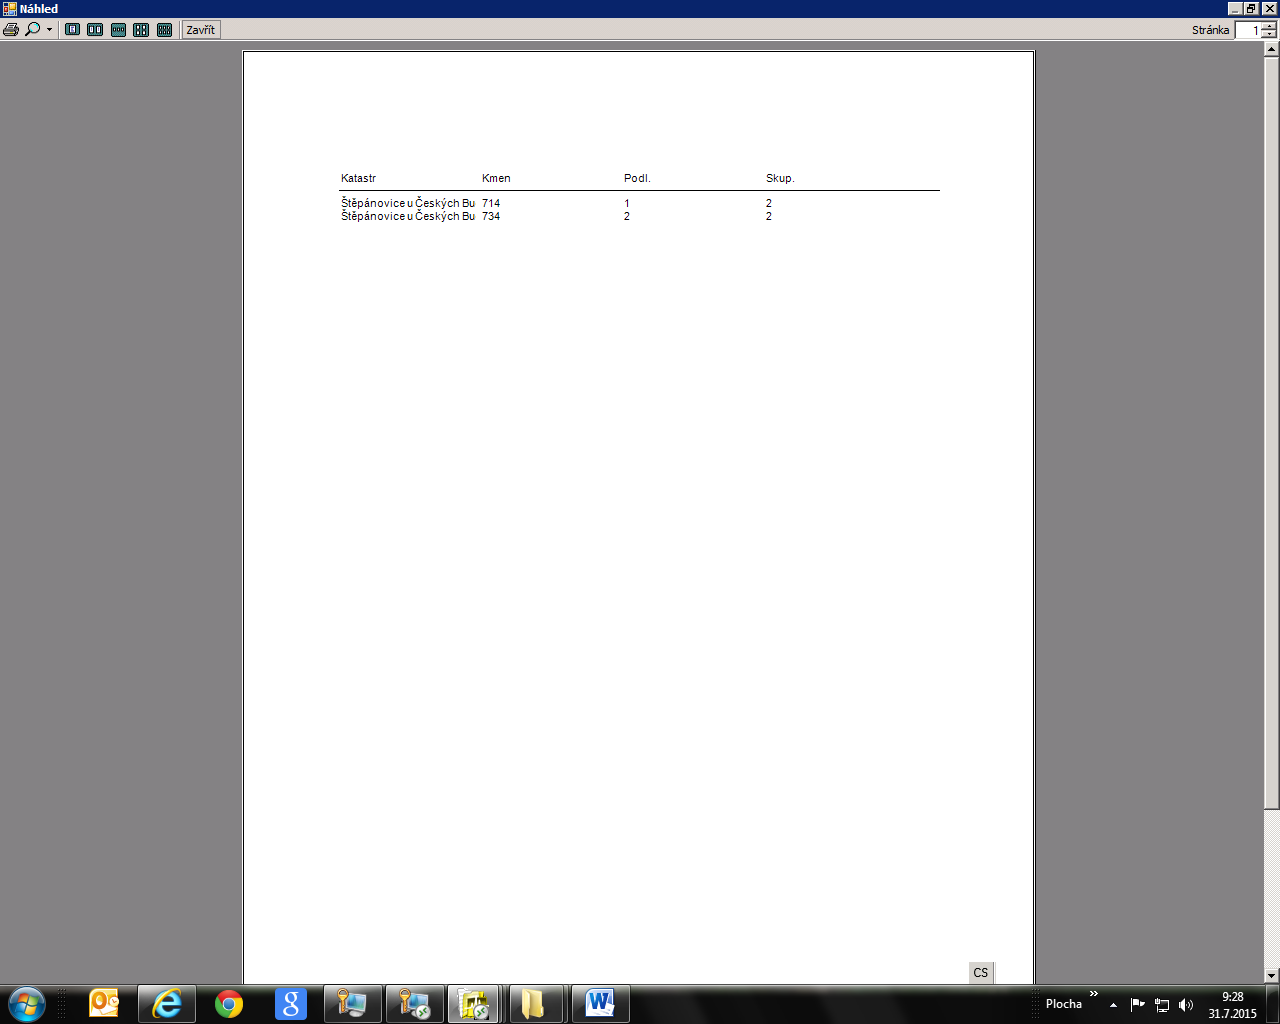 Náhled
Zavřít
Stránka 1
Katastr Kmen Podl. Skup.
Štěpánovice u Českých Bu 714 1 2
Štěpánovice u Českých Bu 734 2 2
CS
Plocha
9:28
31.7.2015